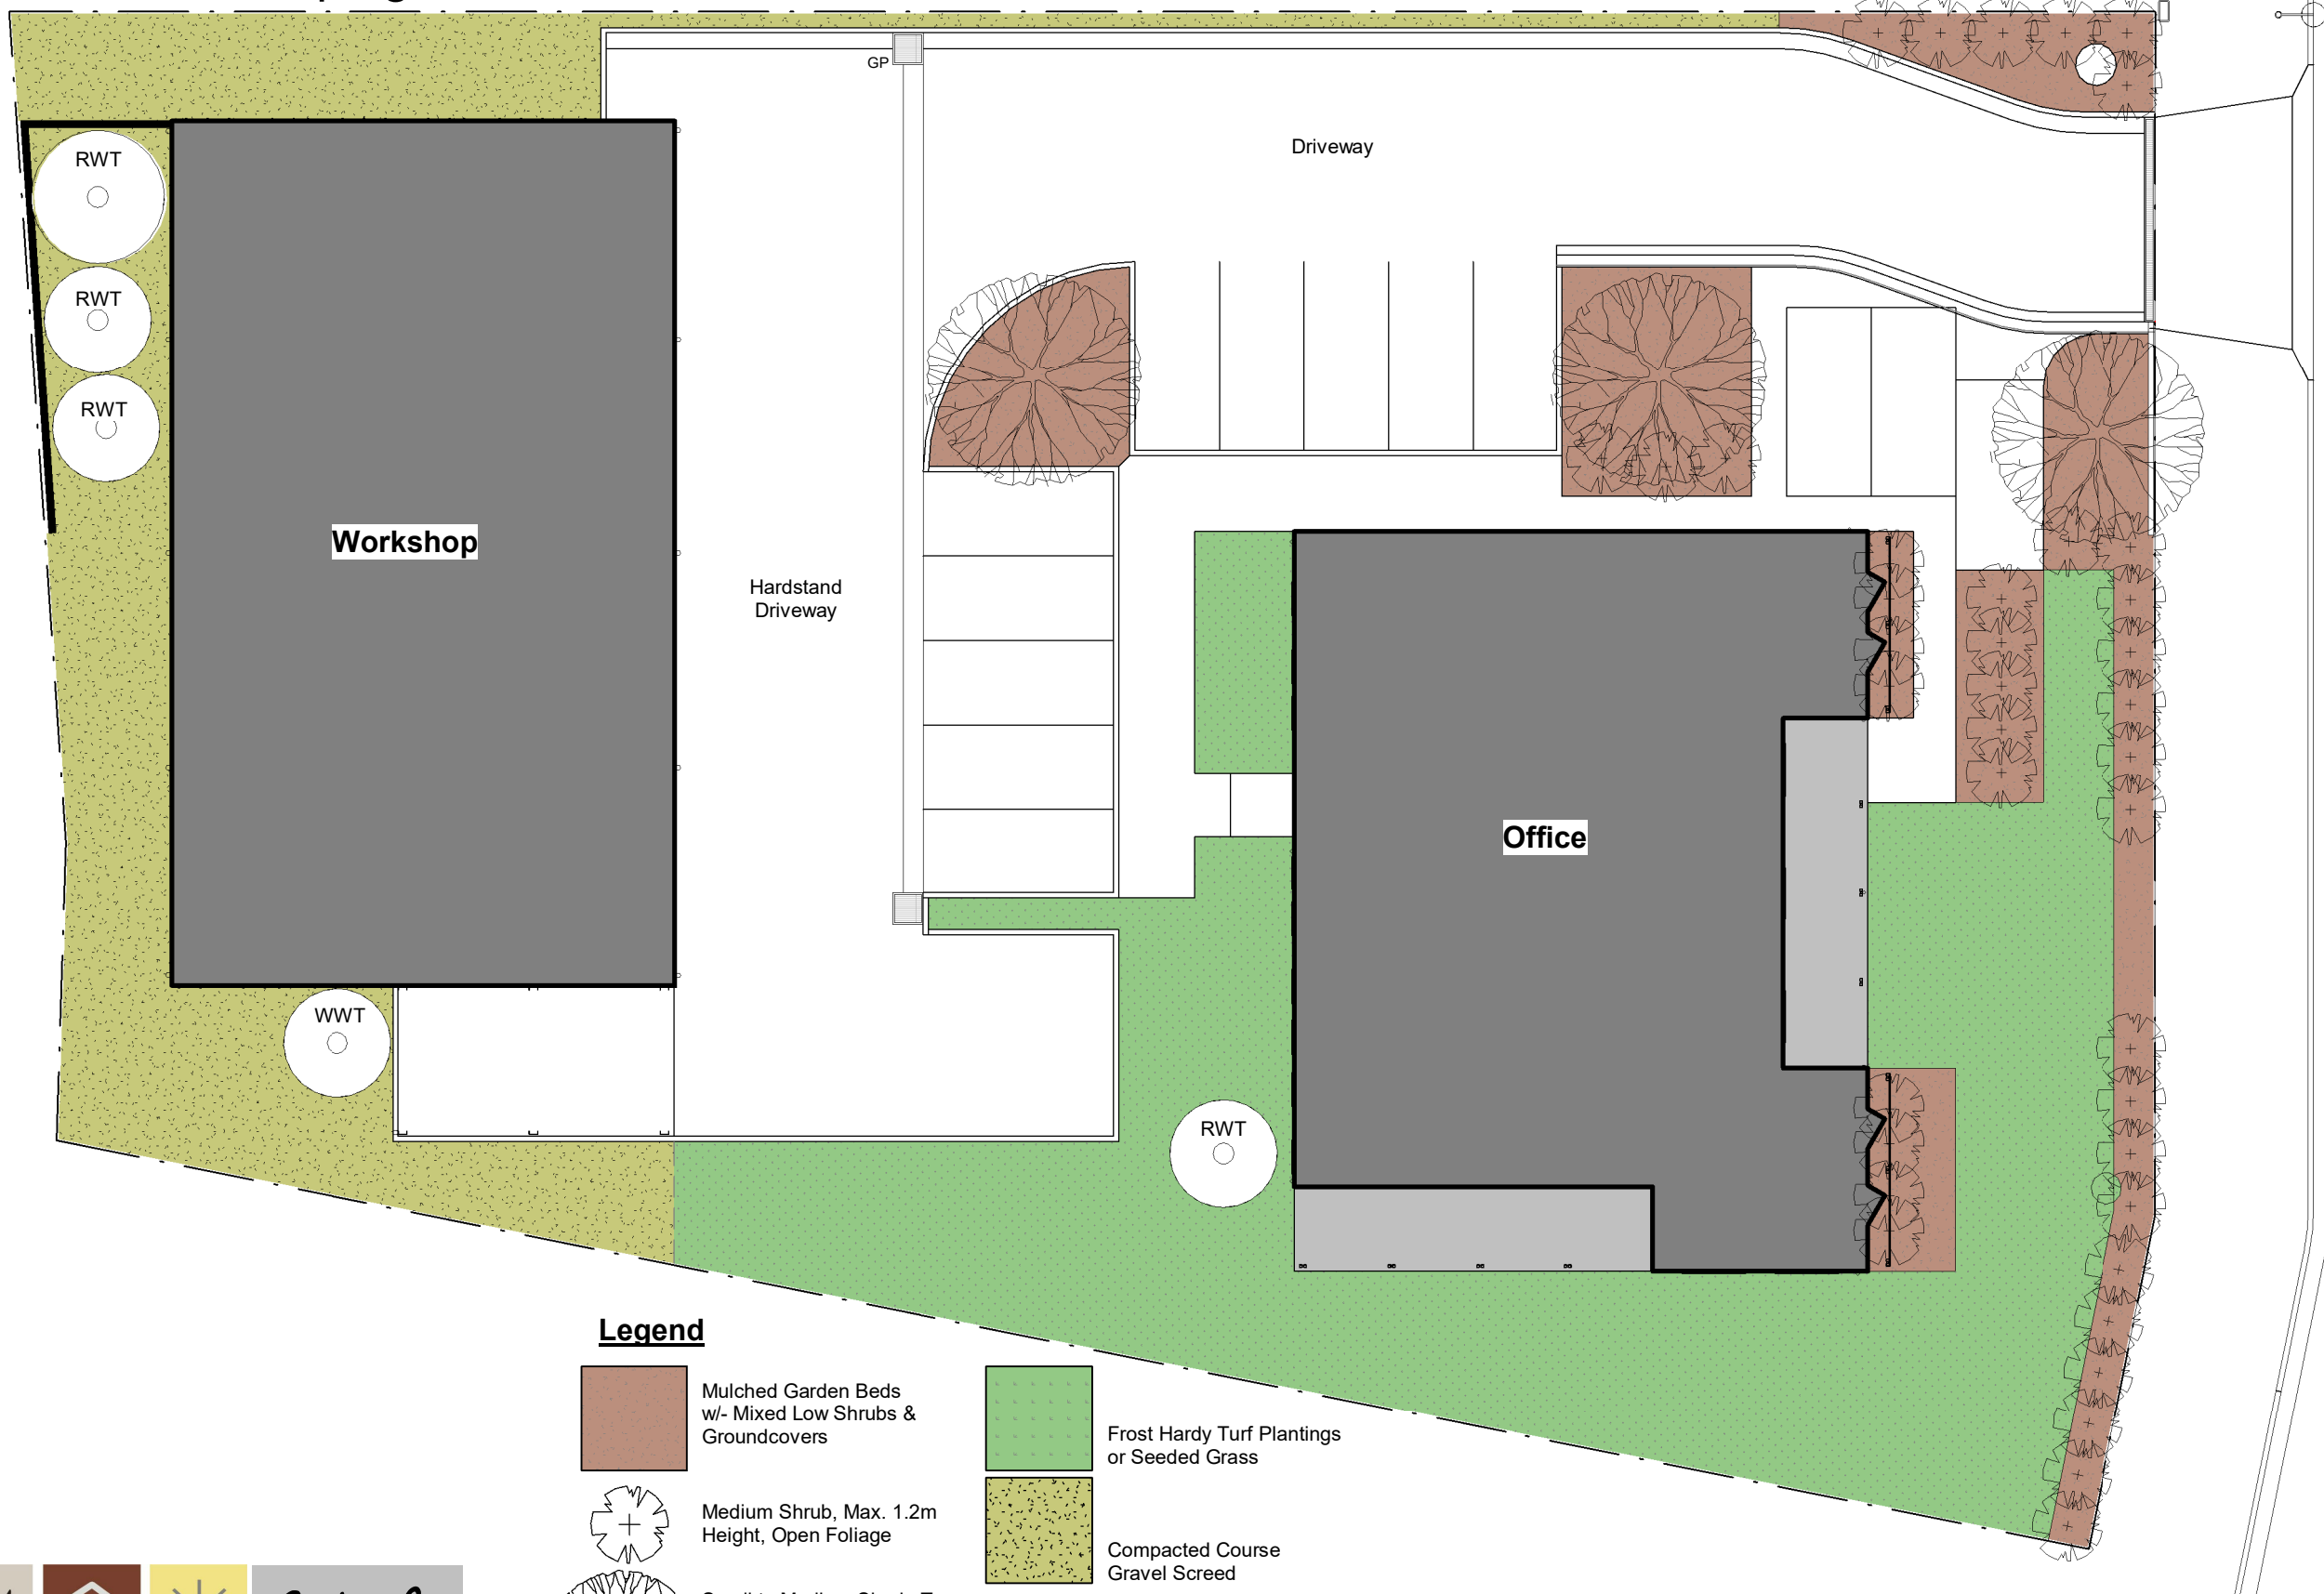 GP
RWT
Driveway
RWT
RWT
Workshop
Hardstand
Driveway
Office
WWT
RWT
Legend
Mulched Garden Beds
w/- Mixed Low Shrubs &
Groundcovers
Medium Shrub, Max. 1.2m
Height, Open Foliage
Frost Hardy Turf Plantings
or Seeded Grass
Compacted Course
Gravel Screed